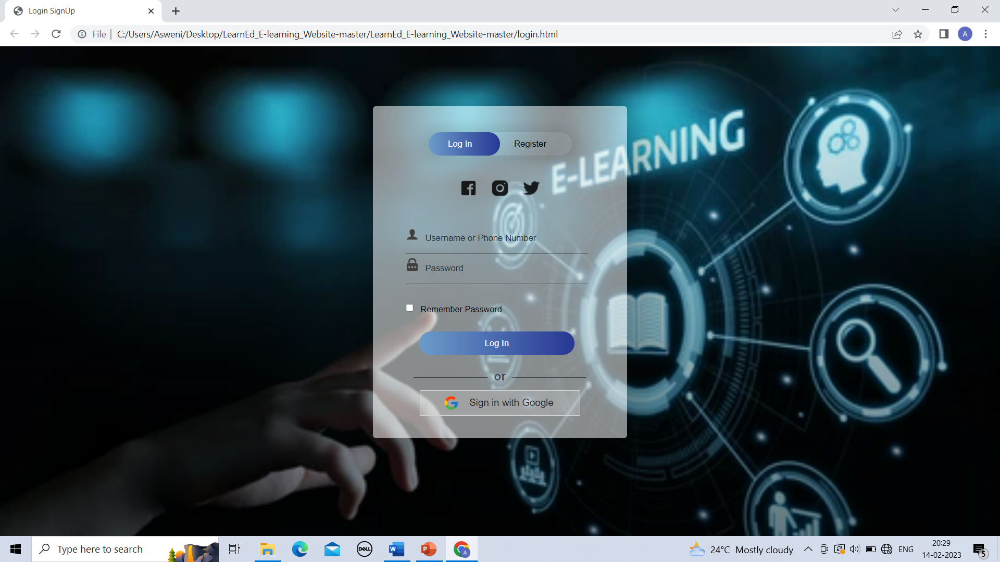 Login SignUp
File | C:/Users/Asweni/Desktop/LearnEd_E-learning_Website-master/LearnEd_E-learning_Website-master/login.html
A
E-LEARNING
Log In Register
Username or Phone Number
Password
Remember Password
Log In
or
Sign in with Google
Type here to search
DELL
W
P
A
24°C Mostly cloudy
ENG
20:29
14-02-2023
5